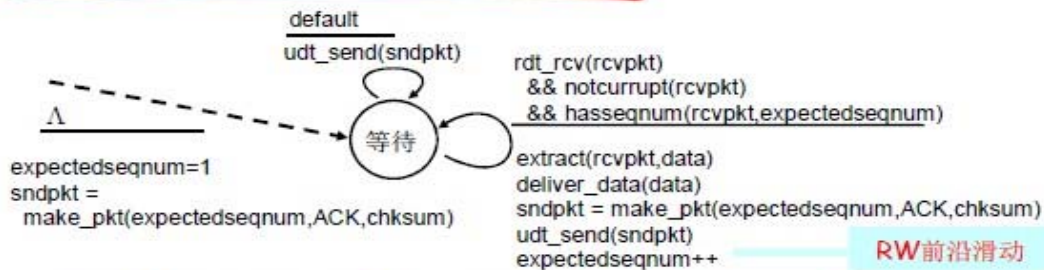 default
udt_send(sndpkt)
Λ
expectedseqnum=1
sndpkt =
make_pkt(expectedseqnum,ACK,chksum)
等待
rdt_rcv(rcvpkt)
&& notcurrupt(rcvpkt)
&& hasseqnum(rcvpkt,expectedseqnum)
extract(rcvpkt,data)
deliver_data(data)
sndpkt = make_pkt(expectedseqnum,ACK,chksum)
udt_send(sndpkt)
expectedseqnum++
RW前沿滑动